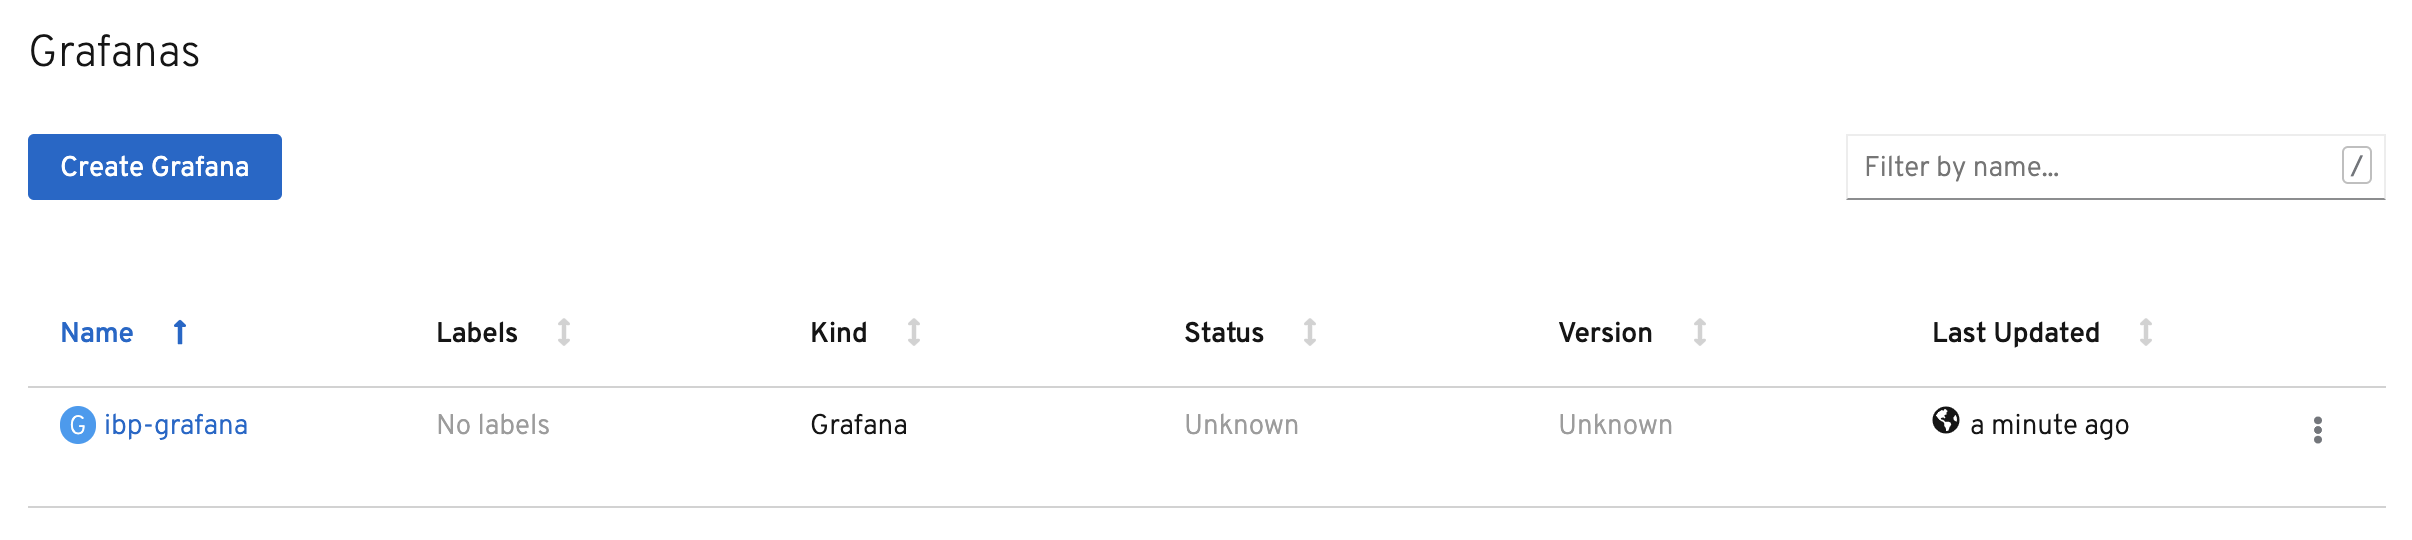 Grafanas
Create Grafana
Filter by name...
/
Name Labels Kind Status Version Last Updated
G ibp-grafana No labels Grafana Unknown Unknown a minute ago